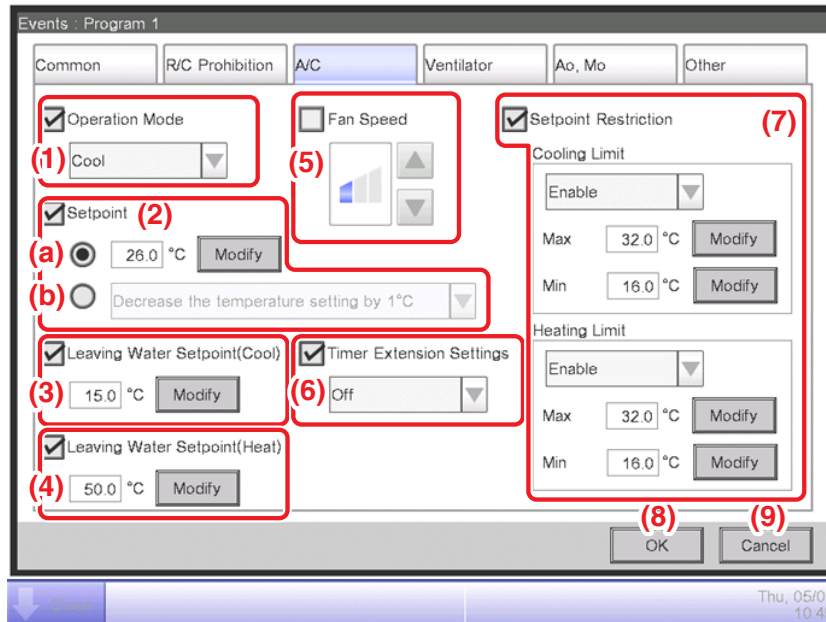 Events : Program 1
Common
R/C Prohibition
A/C
Ventilator
Ao, Mo
Other
Operation Mode
(1)
Cool
Setpoint
(2)
(a)
26.0 °C
Modify
(b)
Decrease the temperature setting by 1°C
Leaving Water Setpoint(Cool)
(3)
15.0 °C
Modify
Leaving Water Setpoint(Heat)
(4)
50.0 °C
Modify
Fan Speed
(5)
Timer Extension Settings
(6)
Off
Setpoint Restriction
(7)
Cooling Limit
Enable
Max 32.0 °C Modify
Min 16.0 °C Modify
Heating Limit
Enable
Max 32.0 °C Modify
Min 16.0 °C Modify
(8)
(9)
OK
Cancel
Close
Thu, 05/0